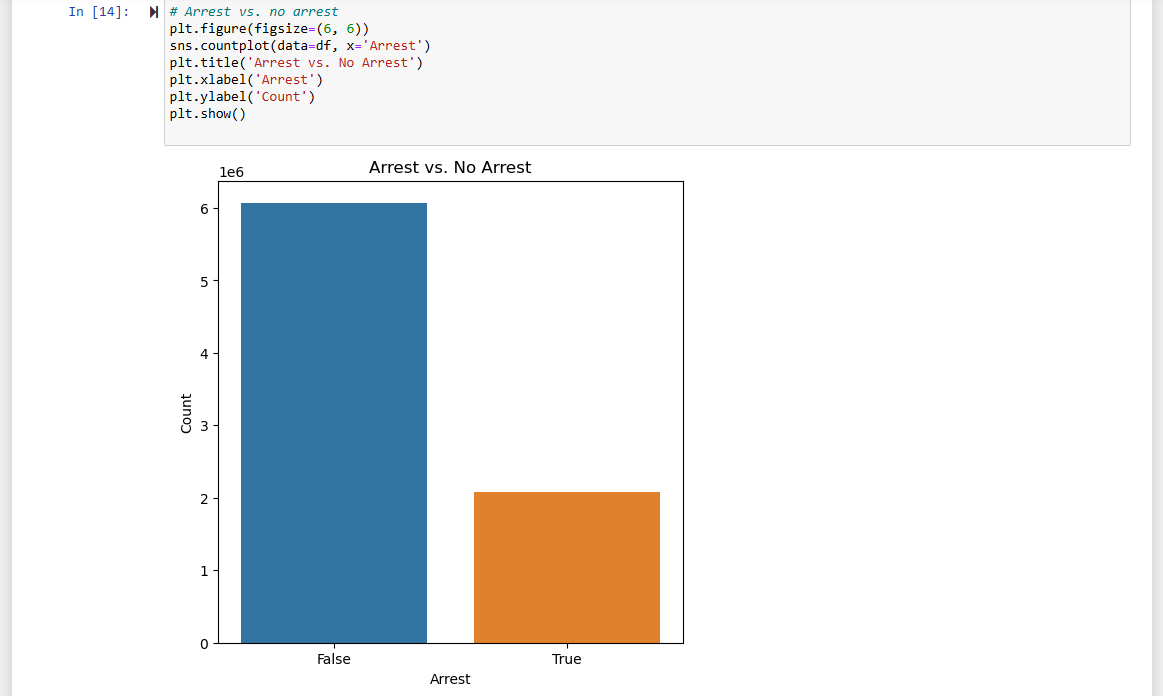 In [14]:
# Arrest vs. no arrest
plt.figure(figsize=(6, 6))
sns.countplot(data=df, x='Arrest')
plt.title('Arrest vs. No Arrest')
plt.xlabel('Arrest')
plt.ylabel('Count')
plt.show()
Arrest vs. No Arrest
1e6
6
5
4
3
2
1
0
Count
False
True
Arrest